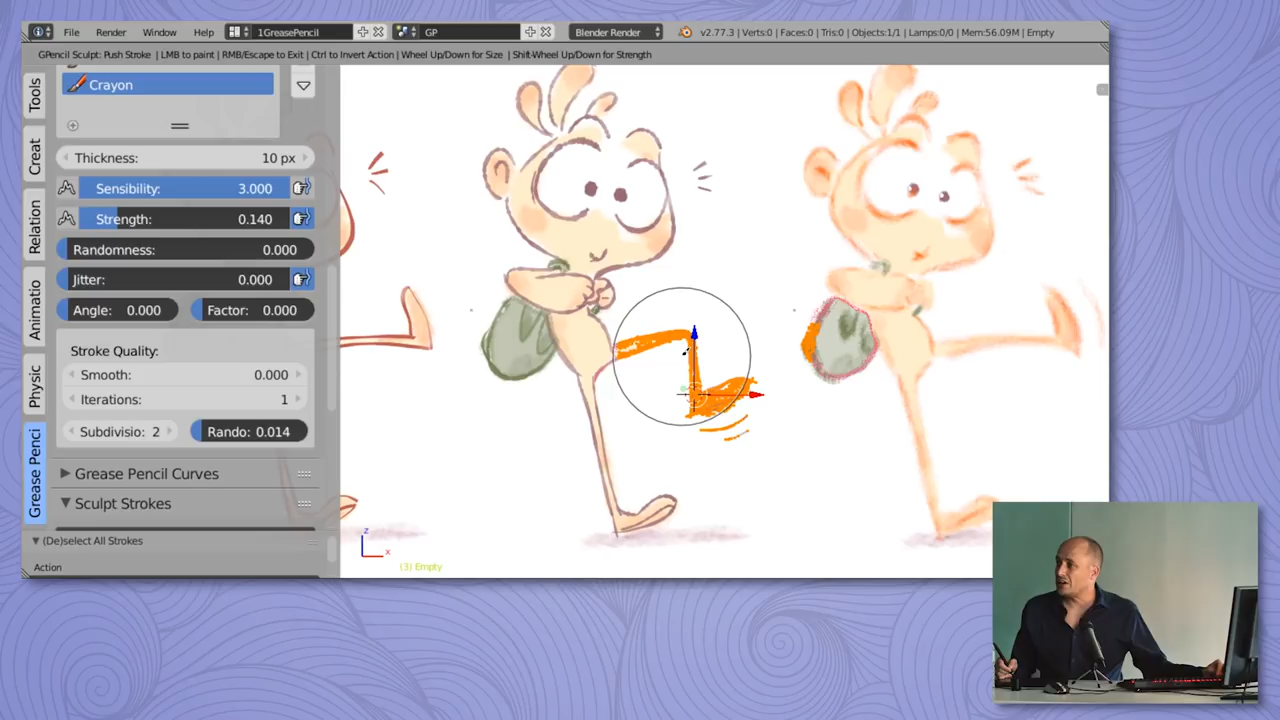 File Render Window Help 1GreasePencil GP Blender Render v2.77.3 | Verts:0 | Faces:0 | Tris:0 | Objects:1/1 | Lamps:0/0 | Mem:56.09M | Empty
GPencil Sculpt: Push Stroke | LMB to paint | RMB/Escape to Exit | Ctrl to Invert Action | Wheel Up/Down for Size | Shift-Wheel Up/Down for Strength
Tools
Creat
Relation
Animatio
Physic
Grease Penci
Crayon
Thickness: 10 px
Sensibility: 3.000
Strength: 0.140
Randomness: 0.000
Jitter: 0.000
Angle: 0.000 Factor: 0.000
Stroke Quality:
Smooth: 0.000
Iterations: 1
Subdivisio: 2 Rando: 0.014
Grease Pencil Curves
Sculpt Strokes
(De)select All Strokes
Action
z
x
(3) Empty